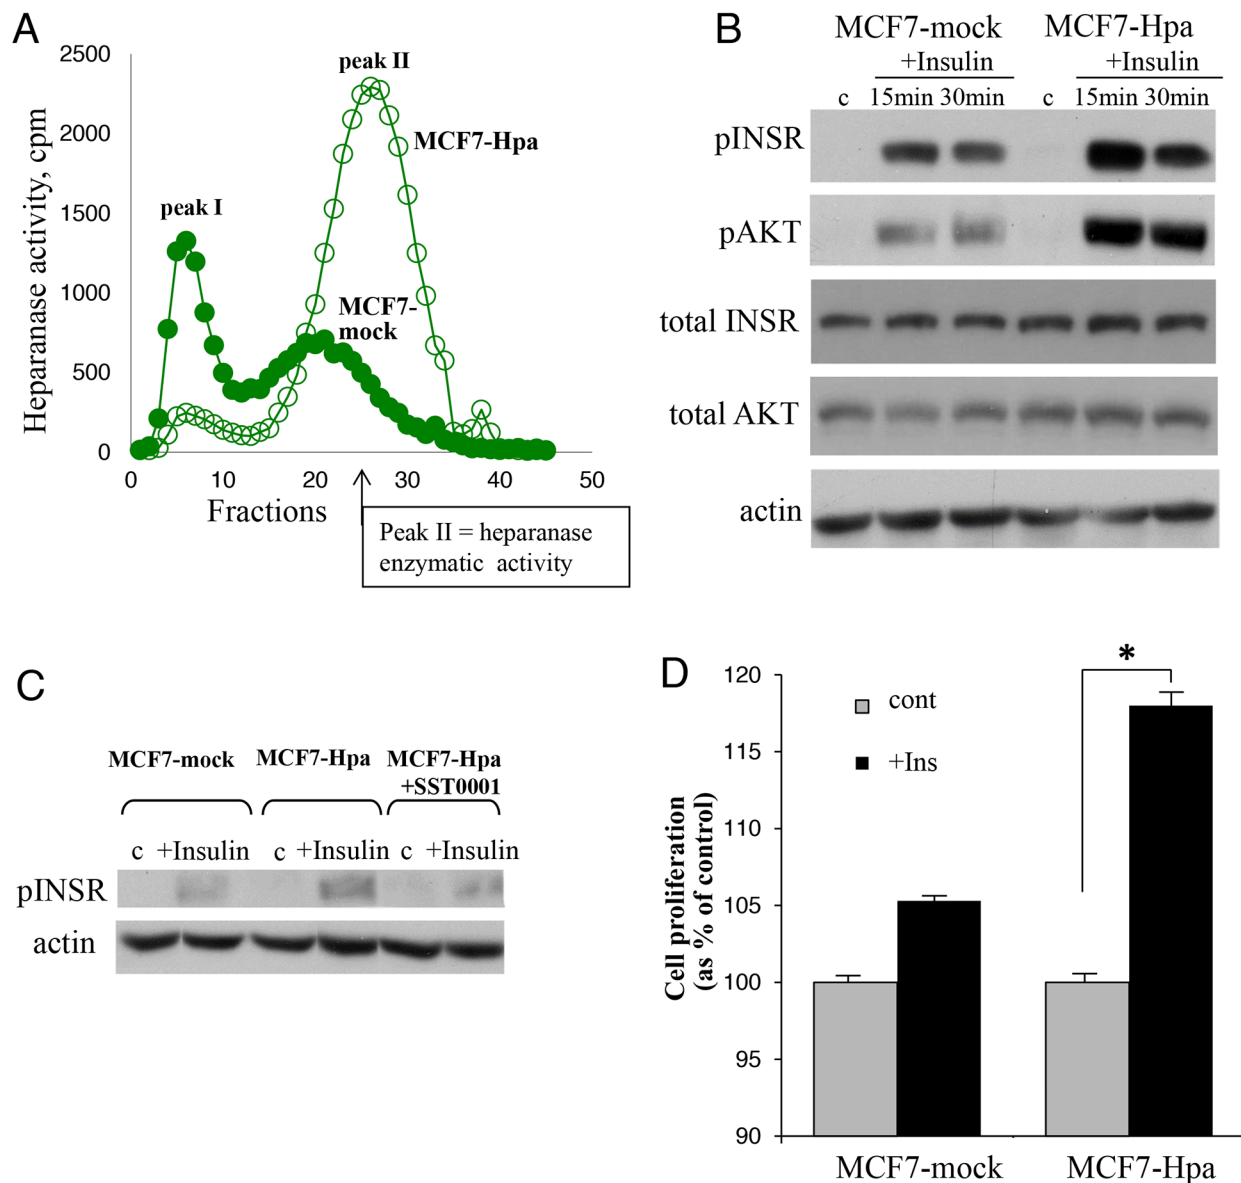 A
2500
2000
1500
1000
500
0
Heparanase activity, cpm
peak I
peak II
MCF7-Hpa
MCF7-
mock
0 10 20 30 40 50
Fractions
Peak II = heparanase
enzymatic activity
B
MCF7-mock MCF7-Hpa
+Insulin +Insulin
c 15min 30min c 15min 30min
pINSR
pAKT
total INSR
total AKT
actin
C
MCF7-mock MCF7-Hpa MCF7-Hpa
+SST0001
c +Insulin c +Insulin c +Insulin
pINSR
actin
D
120
115
110
105
100
95
90
Cell proliferation
(as % of control)
cont
+Ins
*
MCF7-mock MCF7-Hpa